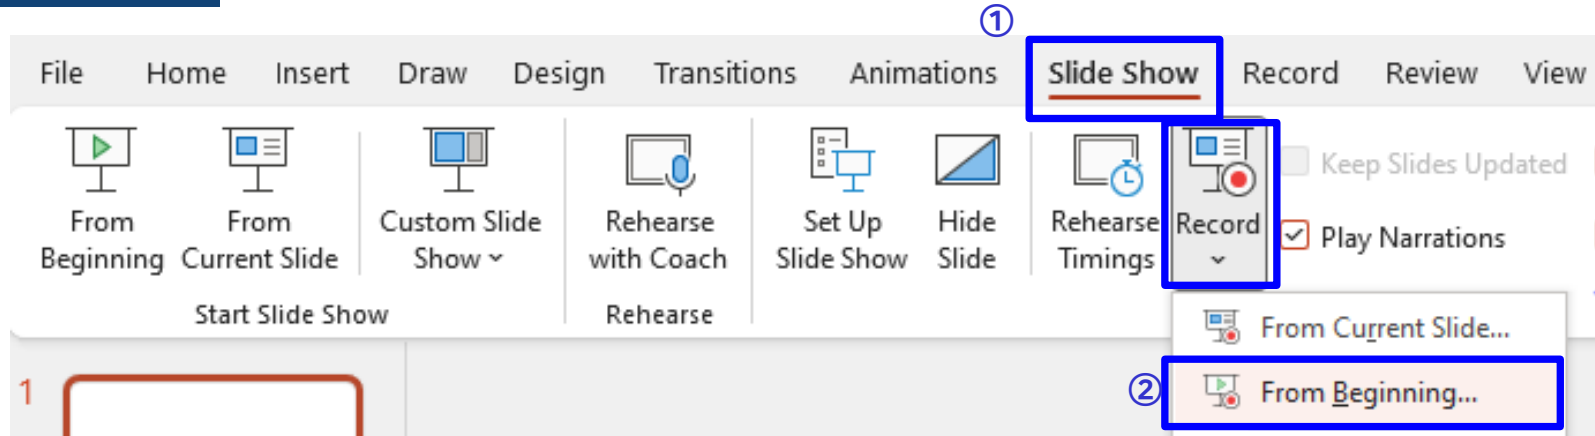 ①
File Home Insert Draw Design Transitions Animations Slide Show Record Review View
From Beginning
From Current Slide
Custom Slide Show
Rehearse with Coach
Set Up Slide Show
Hide Slide
Rehearse Timings
Record
Keep Slides Updated
Play Narrations
Start Slide Show
Rehearse
From Current Slide...
② From Beginning...
1